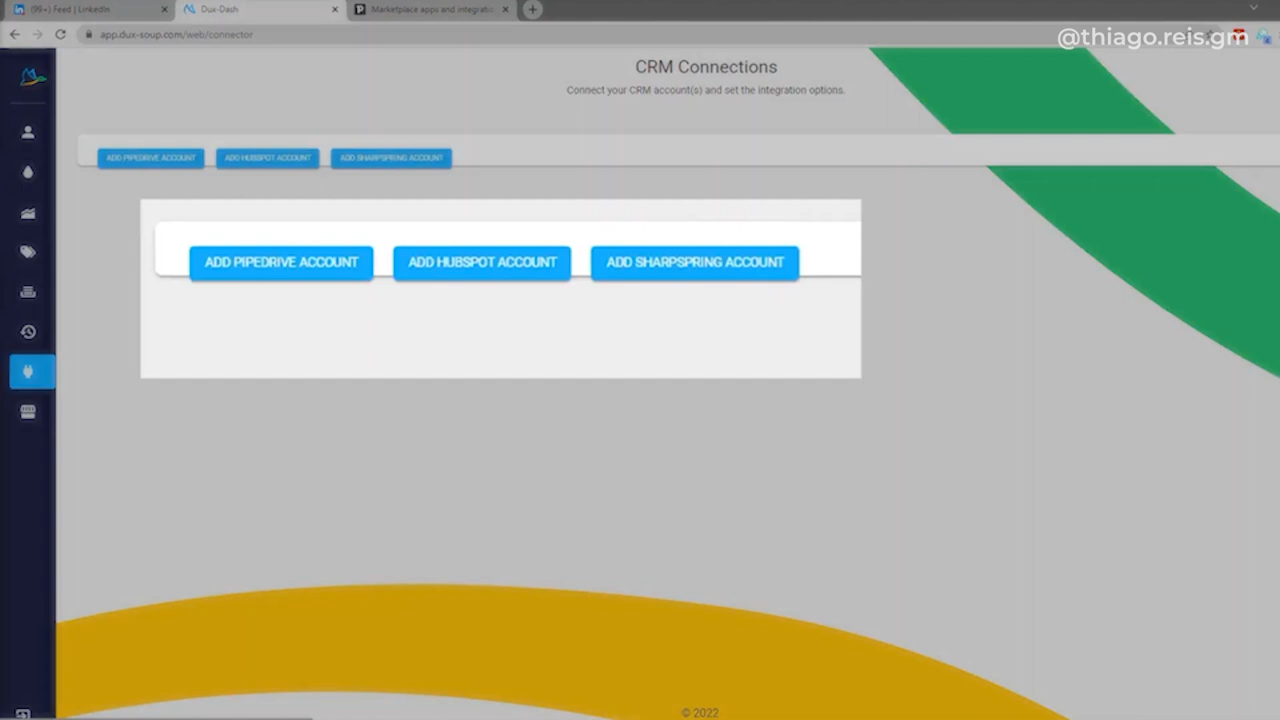 (99+) Feed | LinkedIn
Dux-Dash
Marketplace apps and integratic
app.dux-soup.com/web/connector
@thiago.reis.gm
CRM Connections
Connect your CRM account(s) and set the integration options.
ADD PIPEDRIVE ACCOUNT
ADD HUBSPOT ACCOUNT
ADD SHARPSPRING ACCOUNT
ADD PIPEDRIVE ACCOUNT
ADD HUBSPOT ACCOUNT
ADD SHARPSPRING ACCOUNT
© 2022